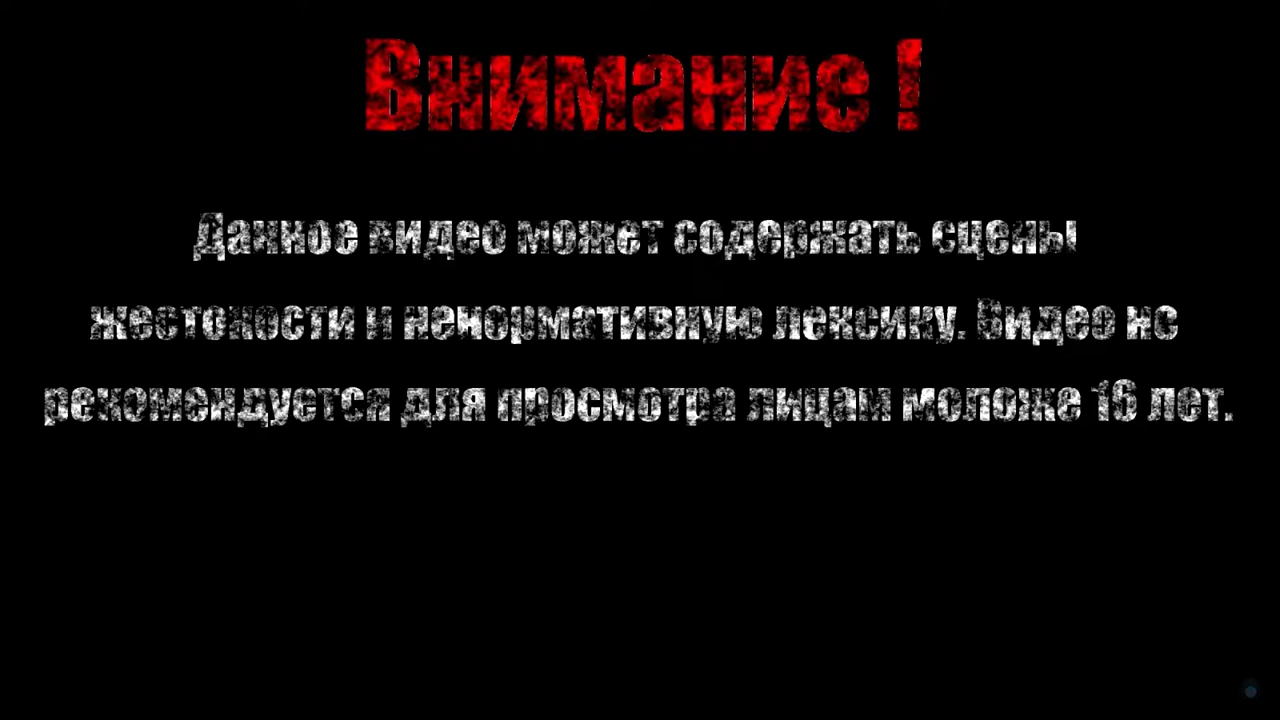 Внимание !
Данное видео может содержать сцены
жестокости и ненормативную лексику. Видео не
рекомендуется для просмотра лицам моложе 16 лет.